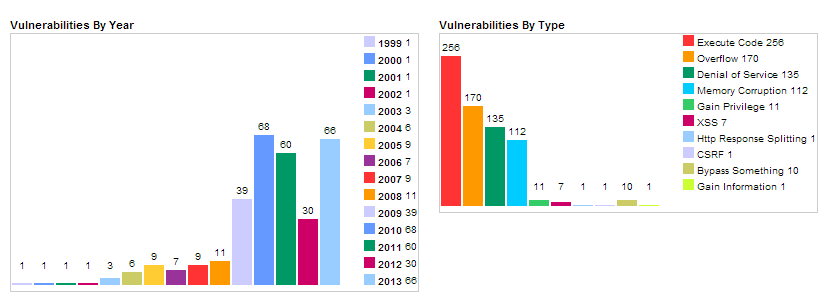 Vulnerabilities By Year
1 1 1 1 3 6 9 7 9 11 39 68 60 30 66
1999 1
2000 1
2001 1
2002 1
2003 3
2004 6
2005 9
2006 7
2007 9
2008 11
2009 39
2010 68
2011 60
2012 30
2013 66
Vulnerabilities By Type
256 170 135 112 11 7 1 1 10 1
Execute Code 256
Overflow 170
Denial of Service 135
Memory Corruption 112
Gain Privilege 11
XSS 7
Http Response Splitting 1
CSRF 1
Bypass Something 10
Gain Information 1